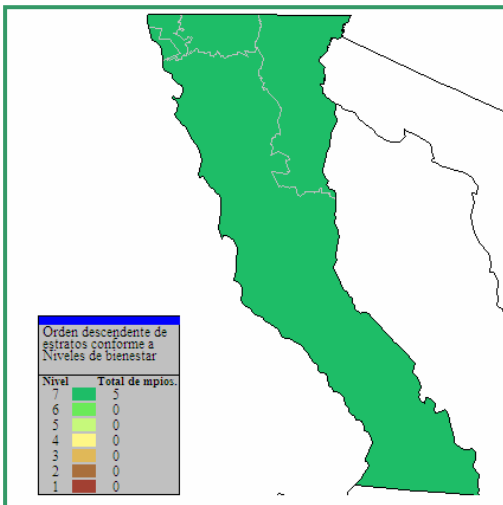 Orden descendente de
estratos conforme a
Niveles de bienestar
Nivel Total de mpios.
7 5
6 0
5 0
4 0
3 0
2 0
1 0